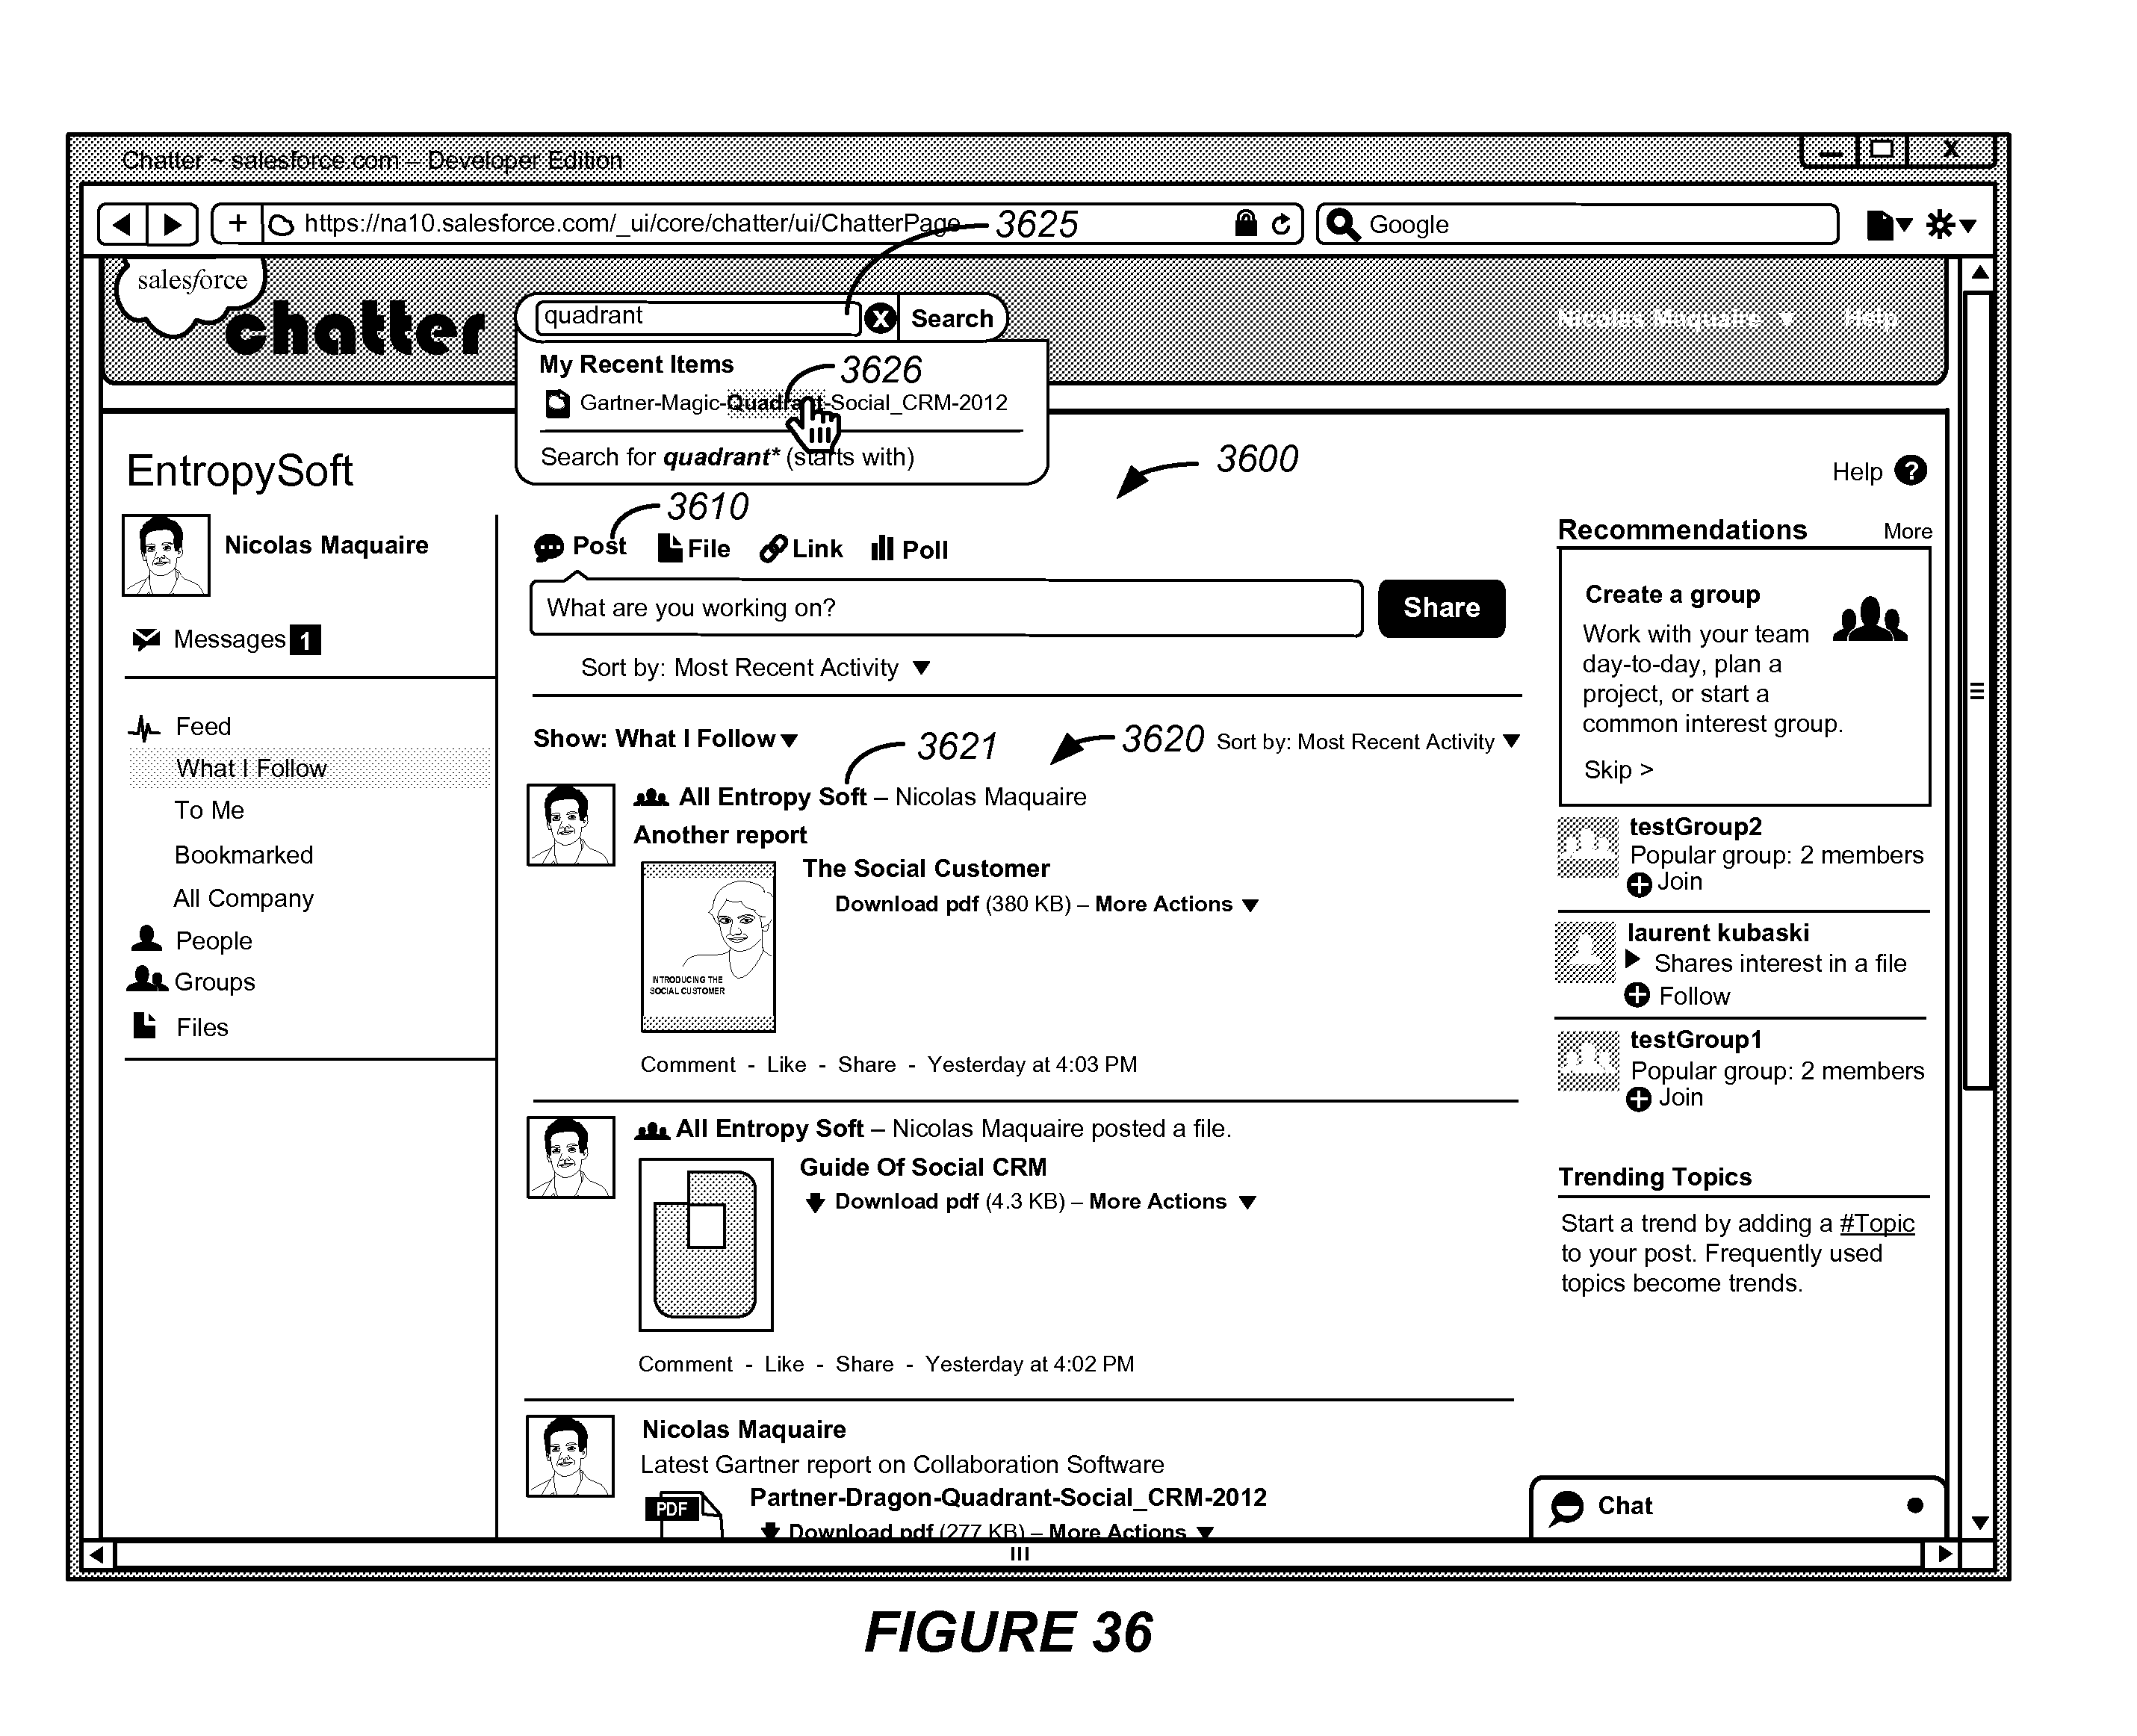 Chatter ~ salesforce.com – Developer Edition
X
+ https://na10.salesforce.com/_ui/core/chatter/ui/ChatterPage 3625
Google
salesforce
chatter
quadrant X Search
Nicolas Maquaire Help
My Recent Items
3626
Gartner-Magic-Quadrant-Social_CRM-2012
Search for quadrant* (starts with)
3600
EntropySoft
Help ?
Nicolas Maquaire
Messages 1
Feed
What I Follow
To Me
Bookmarked
All Company
People
Groups
Files
3610
Post File Link Poll
What are you working on?
Share
Sort by: Most Recent Activity
Show: What I Follow
3621
3620
Sort by: Most Recent Activity
All Entropy Soft – Nicolas Maquaire
Another report
The Social Customer
Download pdf (380 KB) – More Actions
INTRODUCING THE
SOCIAL CUSTOMER
Comment - Like - Share - Yesterday at 4:03 PM
All Entropy Soft – Nicolas Maquaire posted a file.
Guide Of Social CRM
Download pdf (4.3 KB) – More Actions
Comment - Like - Share - Yesterday at 4:02 PM
Nicolas Maquaire
Latest Gartner report on Collaboration Software
PDF
Partner-Dragon-Quadrant-Social_CRM-2012
Download pdf (277 KB) – More Actions
Recommendations More
Create a group
Work with your team
day-to-day, plan a
project, or start a
common interest group.
Skip >
testGroup2
Popular group: 2 members
Join
laurent kubaski
Shares interest in a file
Follow
testGroup1
Popular group: 2 members
Join
Trending Topics
Start a trend by adding a #Topic
to your post. Frequently used
topics become trends.
Chat
FIGURE 36